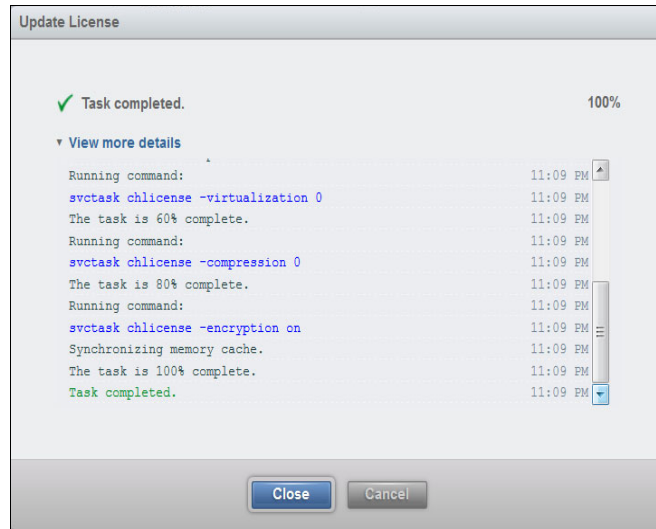 Update License
Task completed. 100%
View more details
Running command: 11:09 PM
svctask chlicense -virtualization 0 11:09 PM
The task is 60% complete. 11:09 PM
Running command: 11:09 PM
svctask chlicense -compression 0 11:09 PM
The task is 80% complete. 11:09 PM
Running command: 11:09 PM
svctask chlicense -encryption on 11:09 PM
Synchronizing memory cache. 11:09 PM
The task is 100% complete. 11:09 PM
Task completed. 11:09 PM
Close Cancel